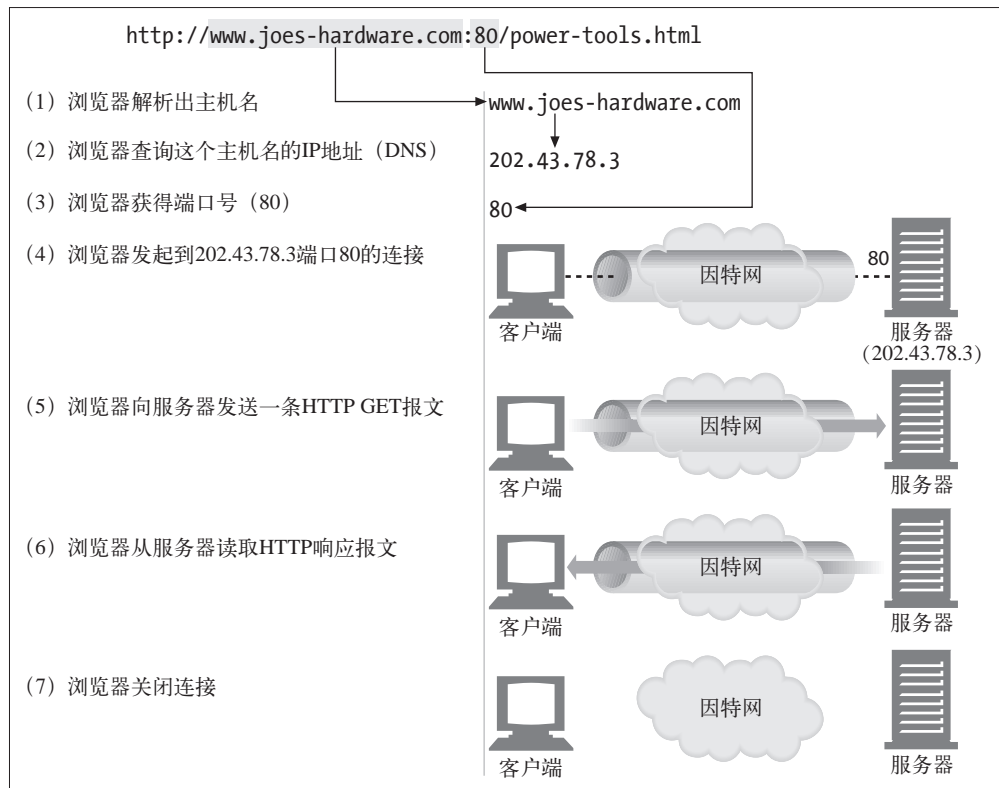 http://www.joes-hardware.com:80/power-tools.html
（1）浏览器解析出主机名
www.joes-hardware.com
（2）浏览器查询这个主机名的IP地址（DNS）
202.43.78.3
（3）浏览器获得端口号（80）
80
（4）浏览器发起到202.43.78.3端口80的连接
因特网
80
客户端
服务器
（202.43.78.3）
（5）浏览器向服务器发送一条HTTP GET报文
因特网
客户端
服务器
（6）浏览器从服务器读取HTTP响应报文
因特网
客户端
服务器
（7）浏览器关闭连接
因特网
客户端
服务器